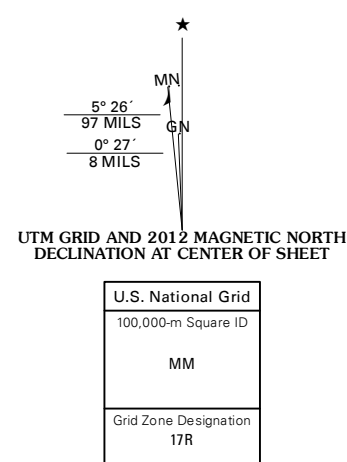 ★
MN
5° 26´
97 MILS
GN
0° 27´
8 MILS
UTM GRID AND 2012 MAGNETIC NORTH
DECLINATION AT CENTER OF SHEET
U.S. National Grid
100,000-m Square ID
MM
Grid Zone Designation
17R